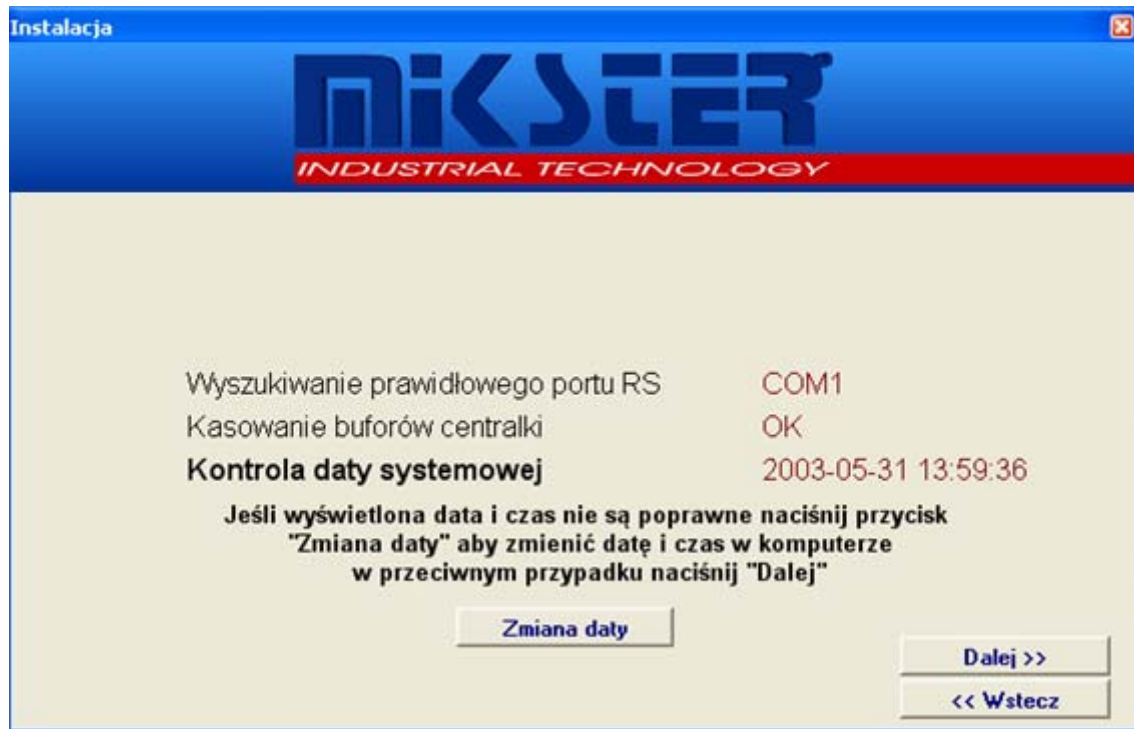 Instalacja
MIKSTER
INDUSTRIAL TECHNOLOGY
Wyszukiwanie prawidłowego portu RS COM1
Kasowanie buforów centralki OK
Kontrola daty systemowej 2003-05-31 13:59:36
Jeśli wyświetlona data i czas nie są poprawne naciśnij przycisk
"Zmiana daty" aby zmienić datę i czas w komputerze
w przeciwnym przypadku naciśnij "Dalej"
Zmiana daty
Dalej >>
<< Wstecz